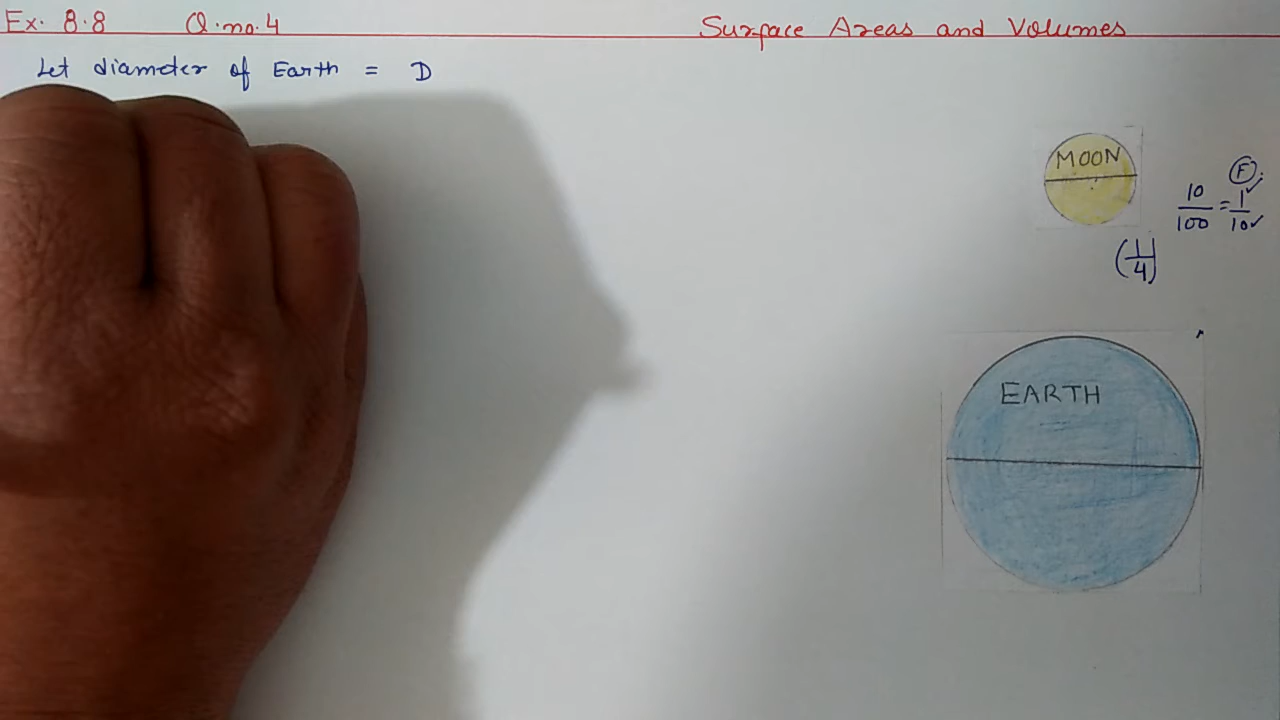 Ex. 8.8 Q.no.4 Surface Areas and Volumes
Let diameter of Earth = D
MOON
F
10/100 = 1/10
(1/4)
EARTH